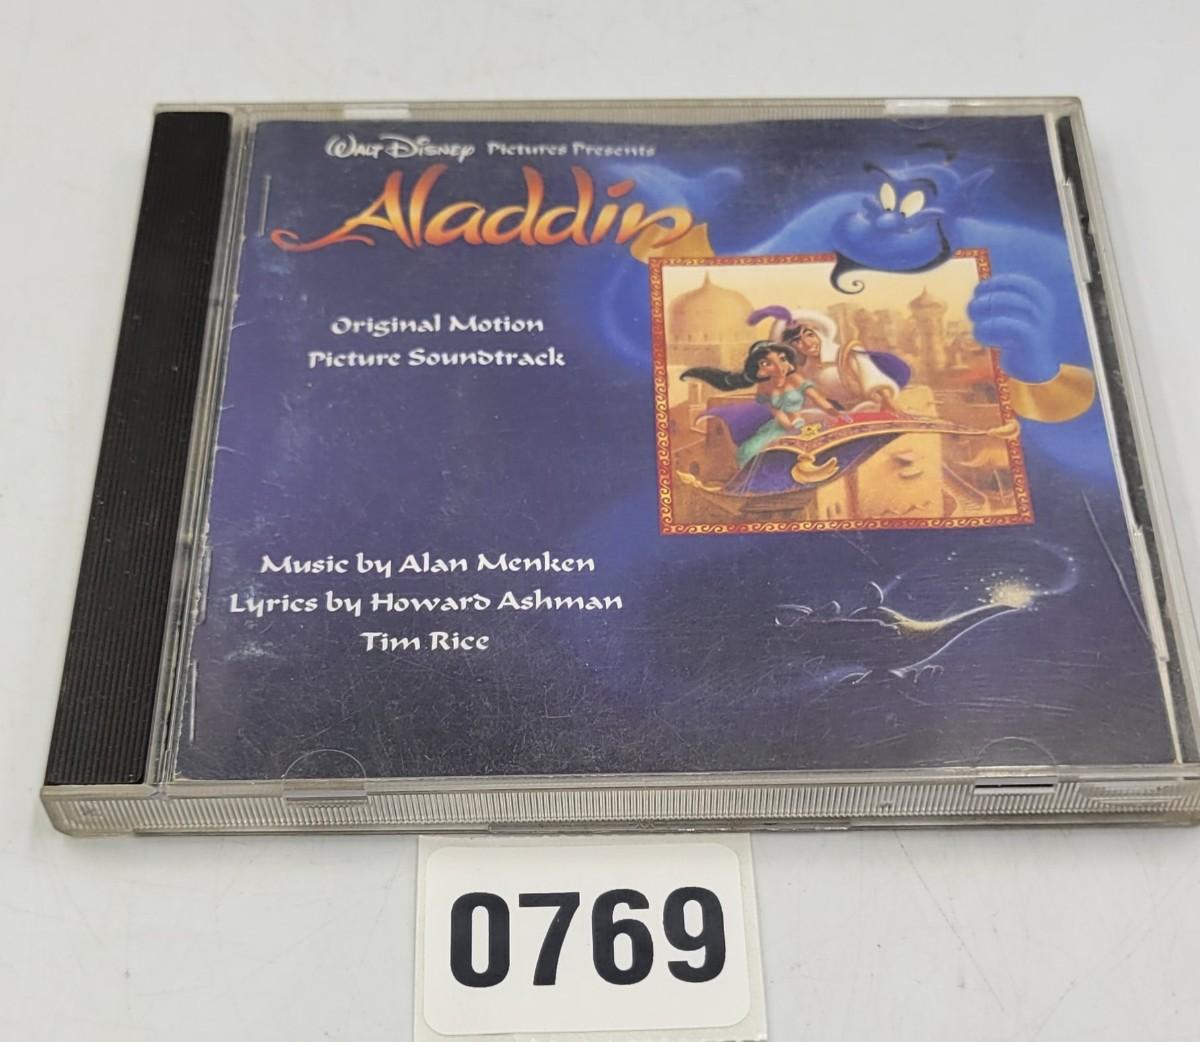 Walt Disney Pictures Presents
Aladdin
Original Motion
Picture Soundtrack
Music by Alan Menken
Lyrics by Howard Ashman
Tim Rice
0769